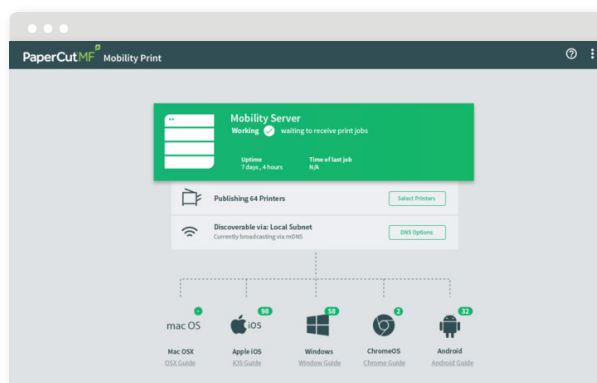 PaperCut MF Mobility Print
Mobility Server
Working waiting to receive print jobs
Uptime Time of last job
7 days, 4 hours N/A
Publishing 64 Printers Select Printers
Discoverable via: Local Subnet
Currently broadcasting via mDNS DNS Options
- 98 58 2 32
mac OS iOS
Mac OSX Apple iOS Windows ChromeOS Android
OSX Guide iOS Guide Window Guide Chrome Guide Android Guide